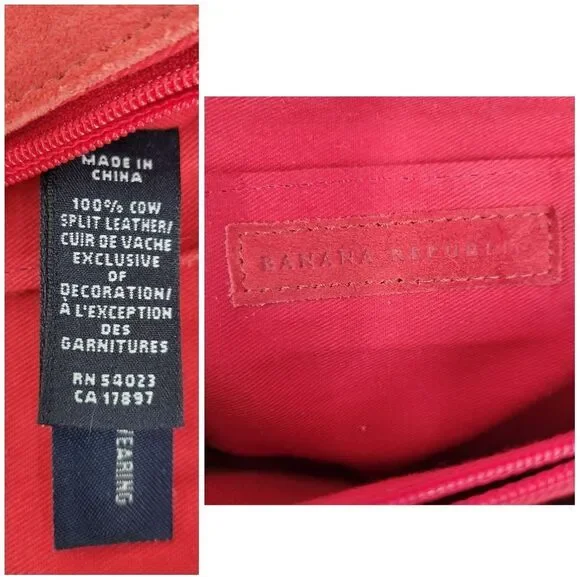 MADE IN
CHINA
100% COW
SPLIT LEATHER/
CUIR DE VACHE
EXCLUSIVE
OF
DECORATION/
À L'EXCEPTION
DES
GARNITURES
RN 54023
CA 17897
WEARING
BANANA REPUBLIC